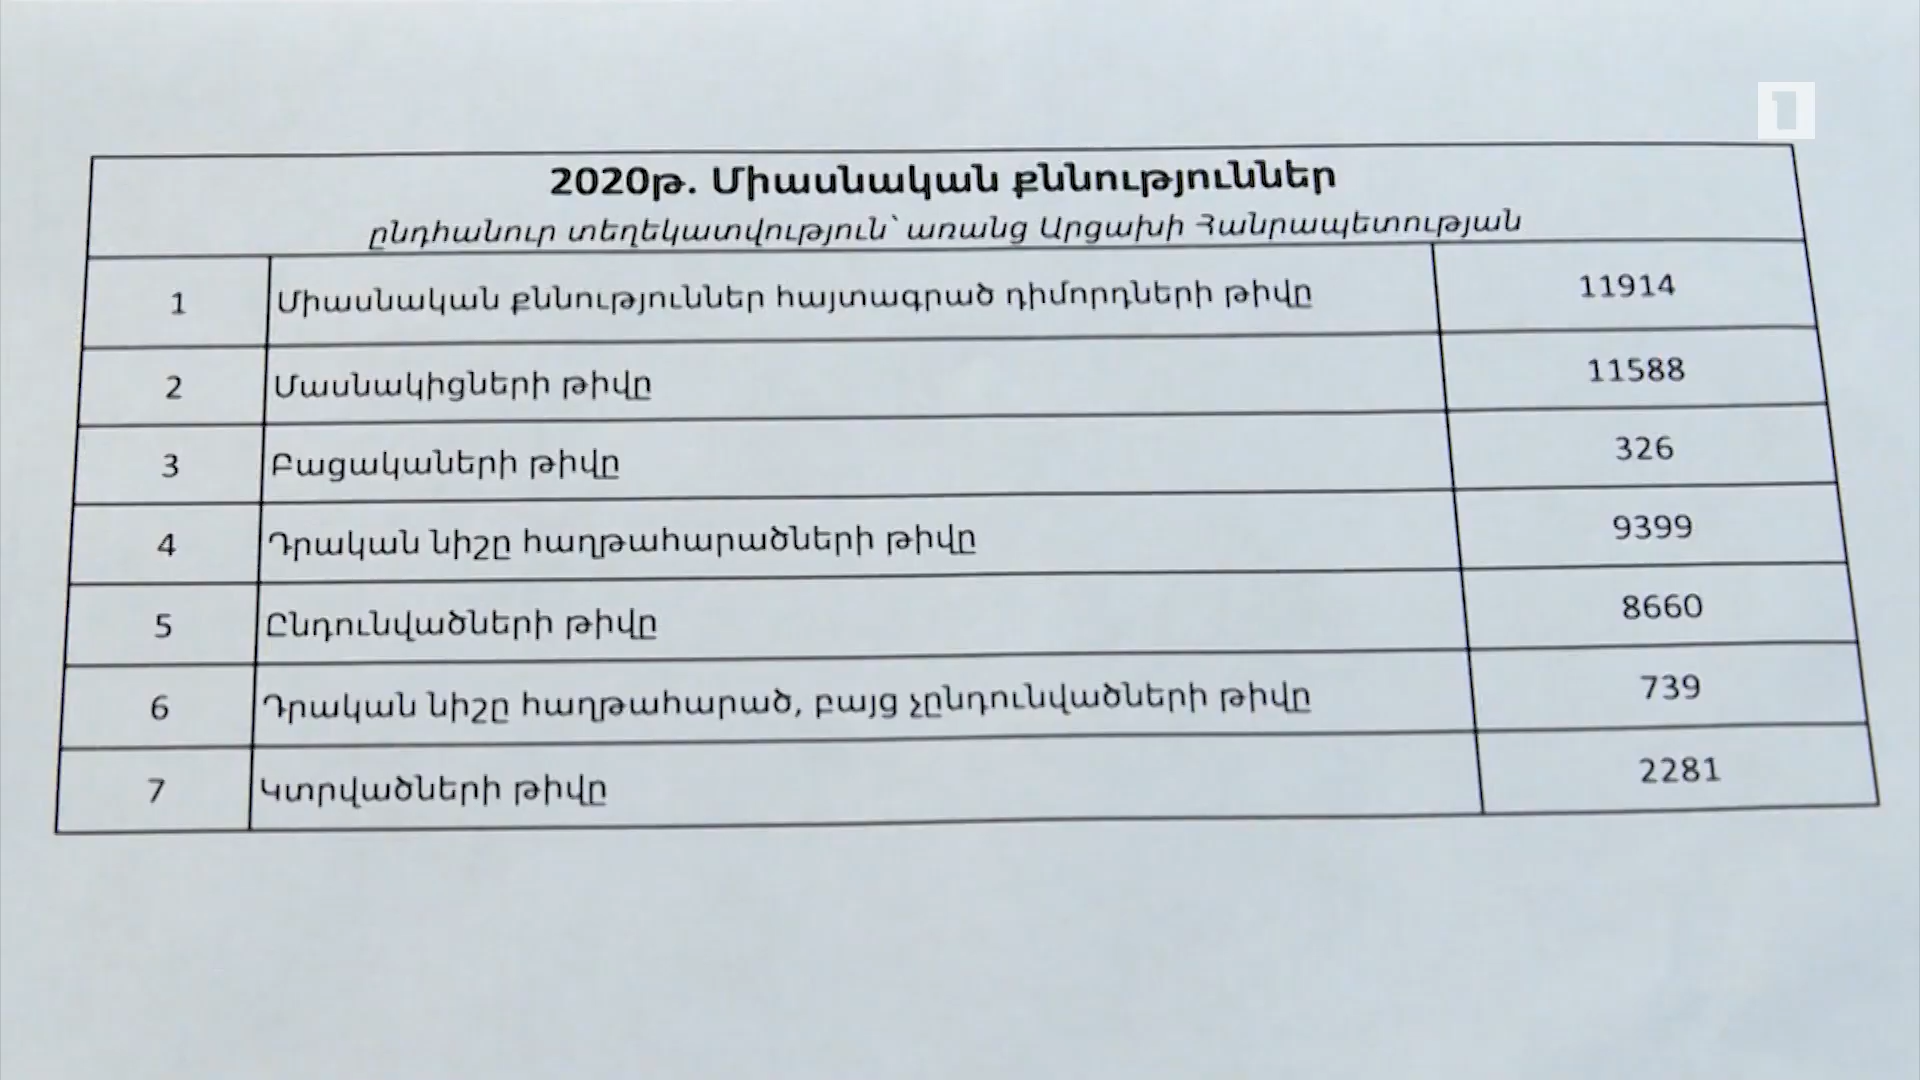 1
2020թ. Միասնական քննություններ
ընդհանուր տեղեկատվություն՝ առանց Արցախի Հանրապետության
1 Միասնական քննություններ հայտագրած դիմորդների թիվը 11914
2 Մասնակիցների թիվը 11588
3 Բացակաների թիվը 326
4 Դրական նիշը հաղթահարածների թիվը 9399
5 Ընդունվածների թիվը 8660
6 Դրական նիշը հաղթահարած, բայց չընդունվածների թիվը 739
7 Կտրվածների թիվը 2281